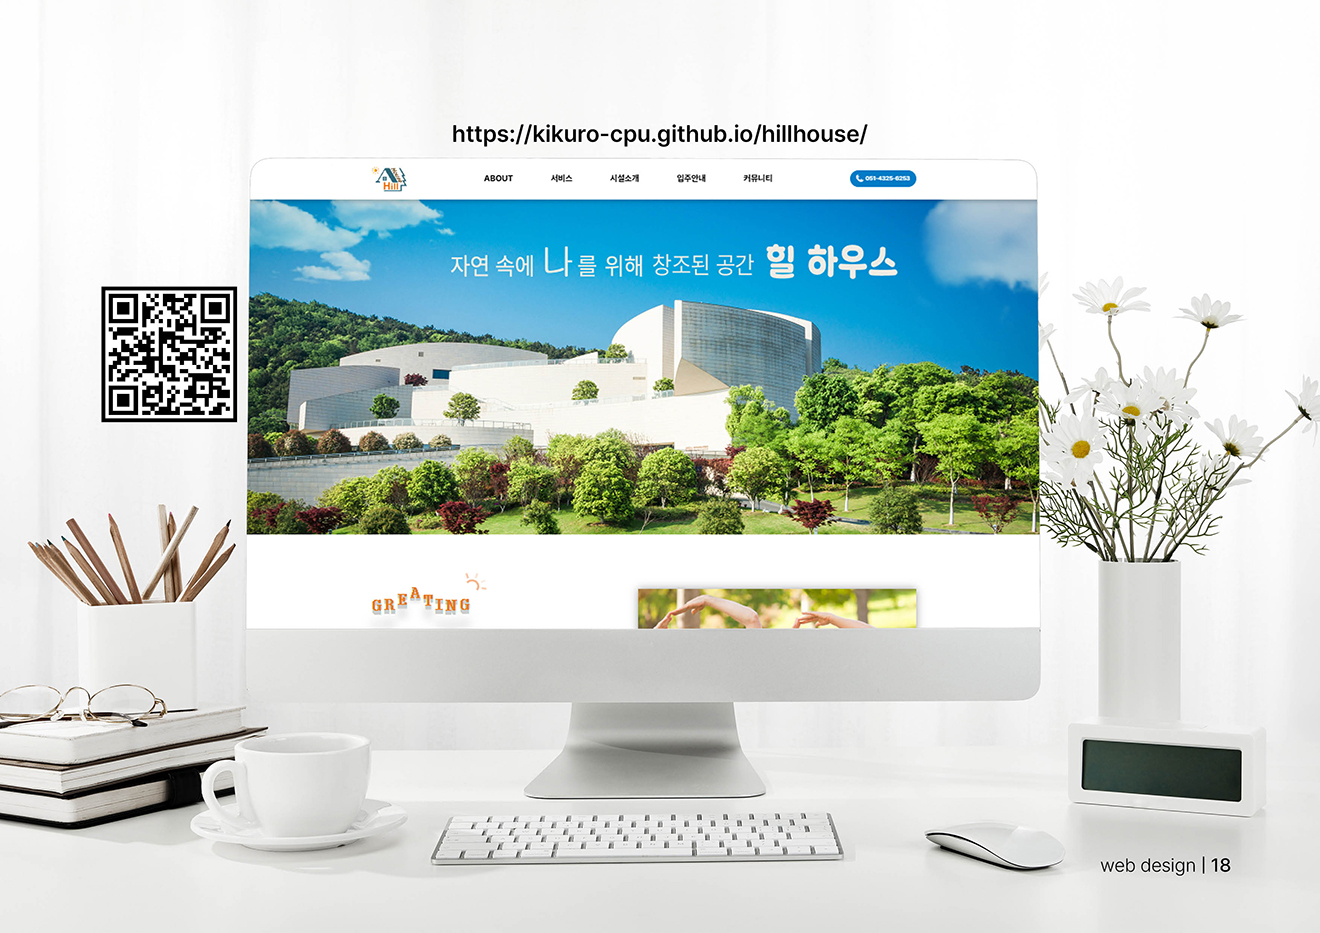 https://kikuro-cpu.github.io/hillhouse/
Hill
ABOUT 서비스 시설소개 입주안내 커뮤니티 051-4325-6253
자연 속에 나를 위해 창조된 공간 힐 하우스
GREATING
web design | 18